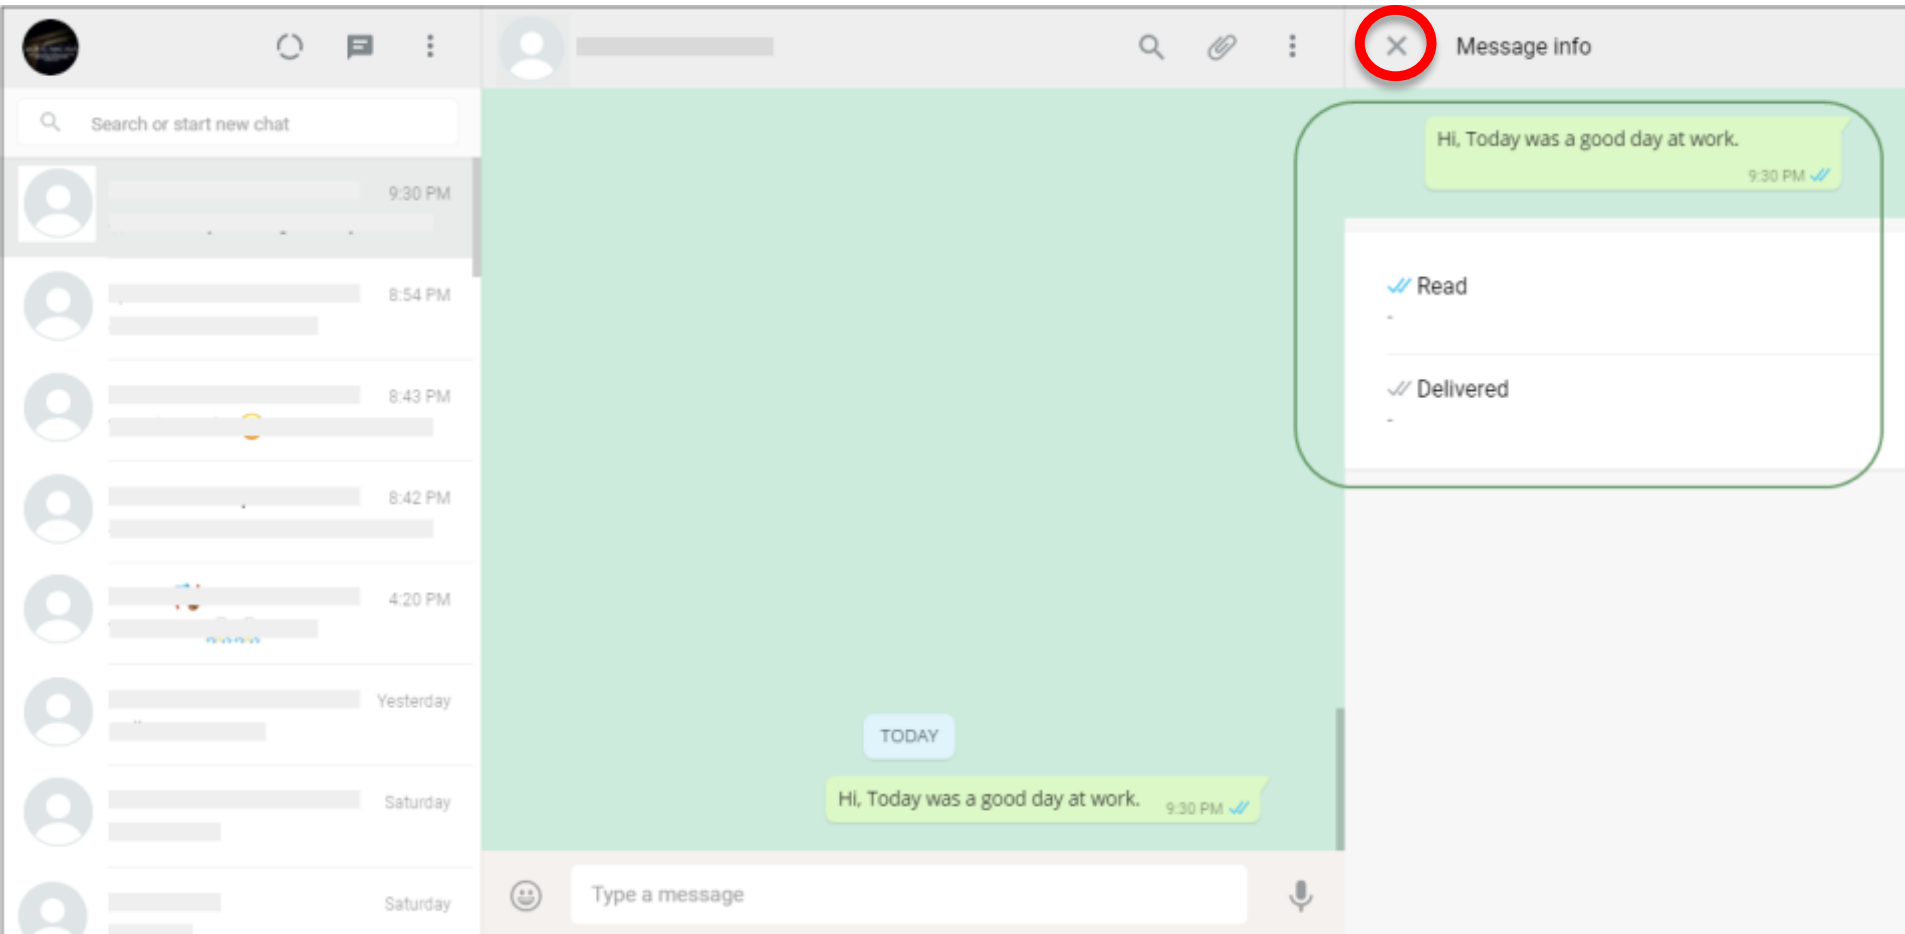 Search or start new chat
9:30 PM
8:54 PM
8:43 PM
8:42 PM
4:20 PM
Yesterday
Saturday
Saturday
TODAY
Hi, Today was a good day at work.
9:30 PM
Type a message
Message info
Hi, Today was a good day at work.
9:30 PM
Read
-
Delivered
-